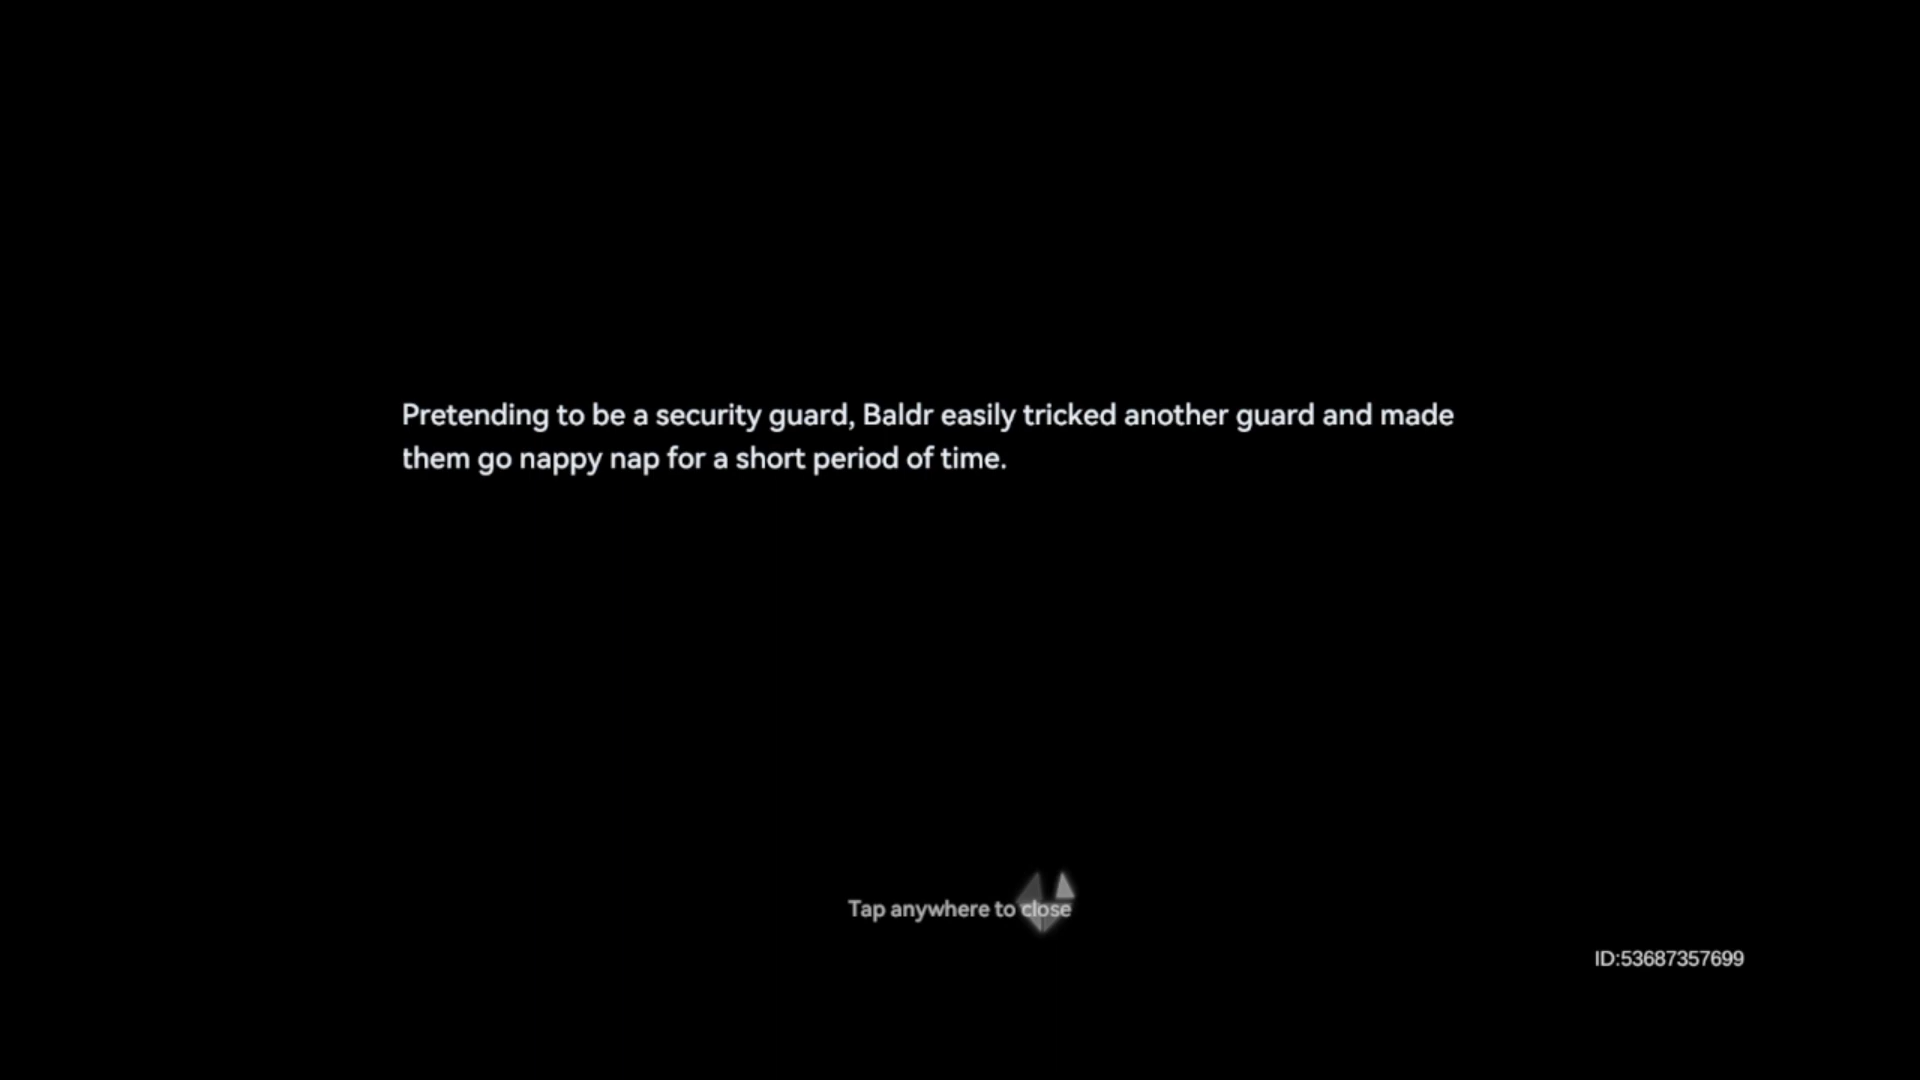 Pretending to be a security guard, Baldr easily tricked another guard and made
them go nappy nap for a short period of time.
Tap anywhere to close
ID:53687357699